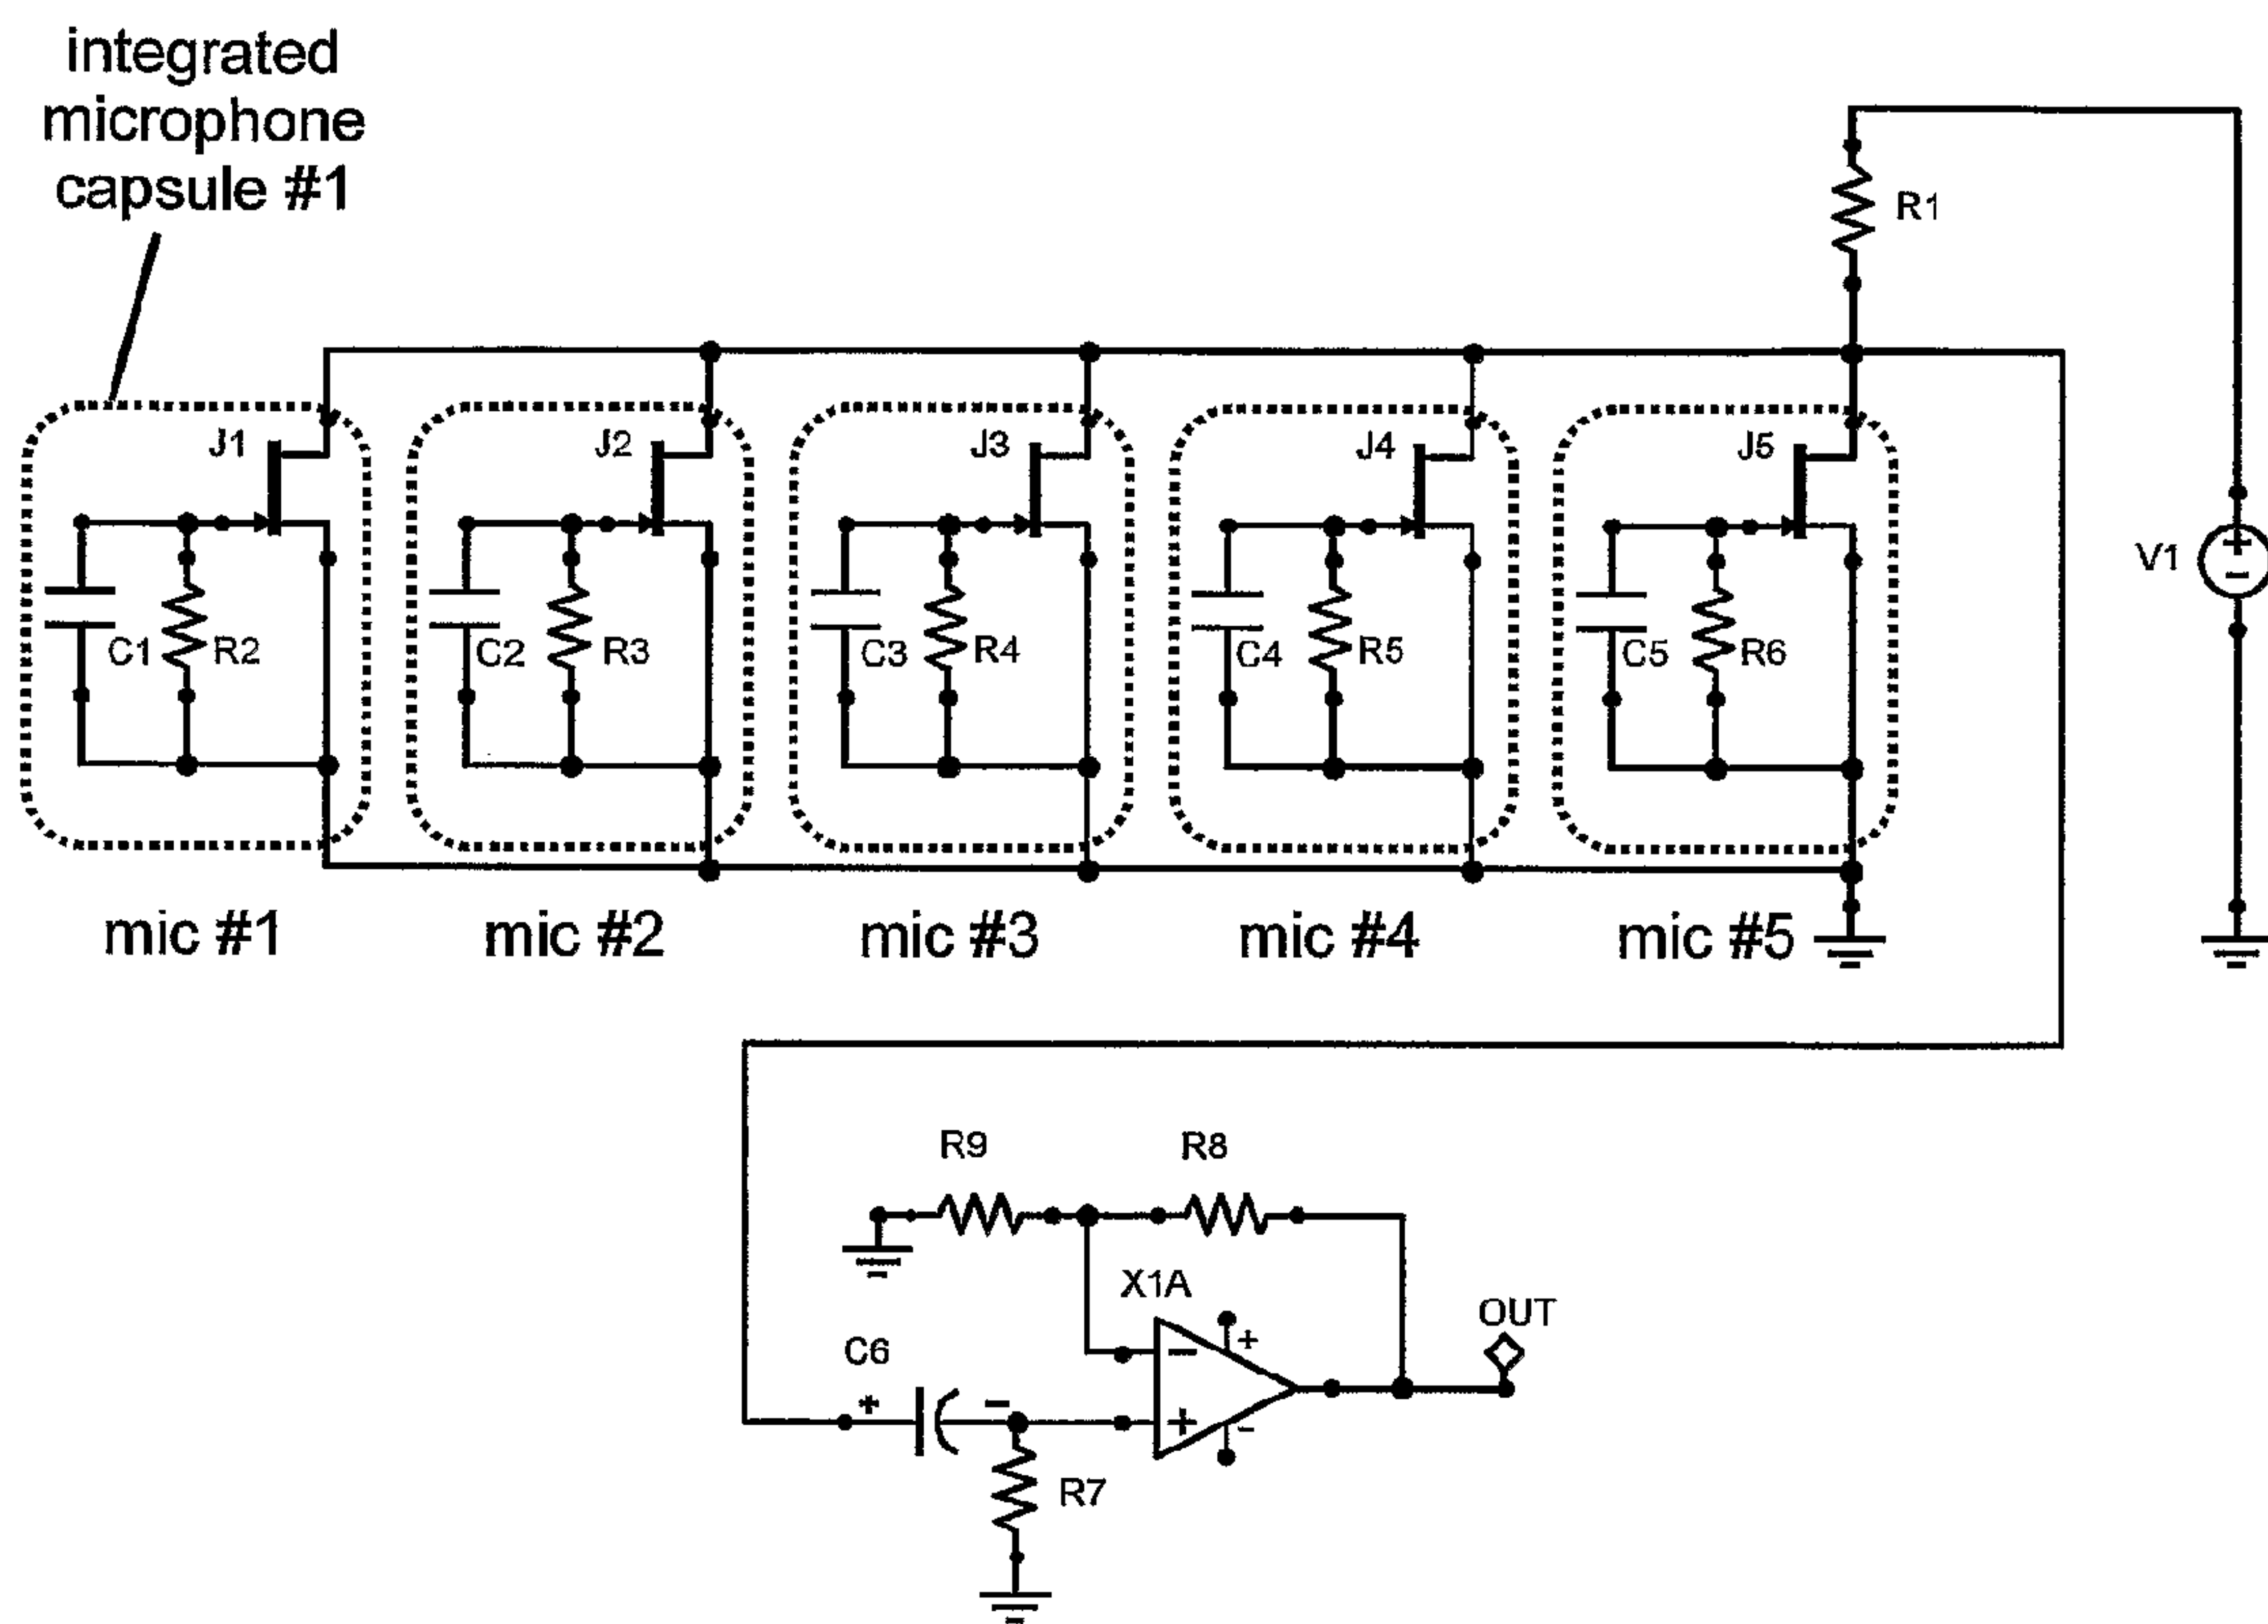 integrated
microphone
capsule #1
R1
J1
J2
J3
J4
J5
V1
+
-
C1
R2
C2
R3
C3
R4
C4
R5
C5
R6
mic #1
mic #2
mic #3
mic #4
mic #5
R9
R8
X1A
OUT
C6
+
-
-
+
+
-
R7